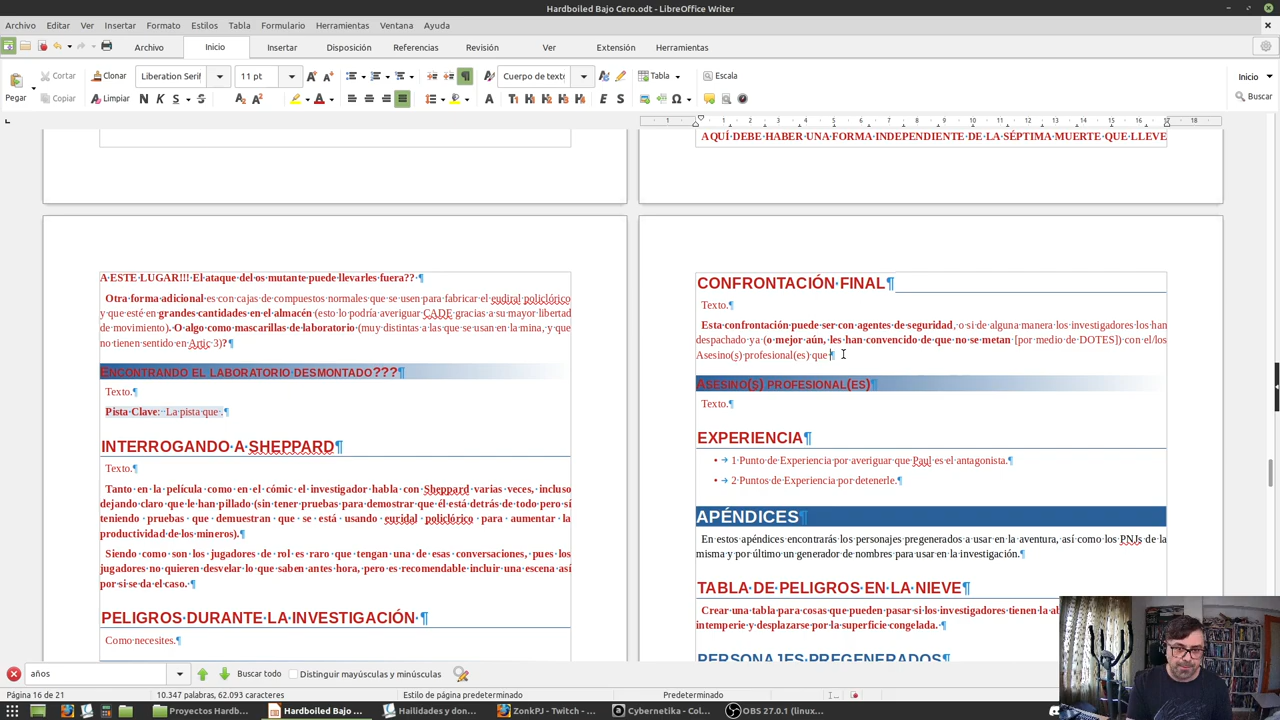 Hardboiled Bajo Cero.odt - LibreOffice Writer
Archivo Editar Ver Insertar Formato Estilos Tabla Formulario Herramientas Ventana Ayuda
Archivo Inicio Insertar Disposición Referencias Revisión Ver Extensión Herramientas
Pegar Cortar Clonar Liberation Serif 11 pt Cuerpo de texto Tabla Escala Inicio
Copiar Limpiar Buscar
AQUÍ DEBE HABER UNA FORMA INDEPENDIENTE DE LA SÉPTIMA MUERTE QUE LLEVE
A ESTE LUGAR!!! El ataque del os mutante puede llevarles fuera?? ¶
Otra forma adicional es con cajas de compuestos normales que se usen para fabricar el eudiral policlórico
y que esté en grandes cantidades en el almacén (esto lo podría averiguar CADE gracias a su mayor libertad
de movimiento). O algo como mascarillas de laboratorio (muy distintas a las que se usan en la mina, y que
no esté en Artic 3)? ¶
ENCONTRANDO EL LABORATORIO DESMONTADO???¶
Texto.¶
Pista Clave: La pista que .¶
INTERROGANDO A SHEPPARD¶
Texto.¶
Tanto en la película como en el cómic el investigador habla con Sheppard varias veces, incluso
dejando claro que le han pillado (sin tener pruebas para demostrar que él está detrás de todo pero sí
teniendo pruebas que demuestran que se está usando euridal policlórico para aumentar la
productividad de los mineros).¶
Siendo como son los jugadores de rol es raro que tengan una de esas conversaciones, pues los
jugadores no quieren desvelar lo que saben antes hora, pero es recomendable incluir una escena así
por si se da el caso. ¶
PELIGROS DURANTE LA INVESTIGACIÓN ¶
Como necesites.¶
CONFRONTACIÓN FINAL¶
Texto.¶
Esta confrontación puede ser con agentes de seguridad, o si de alguna manera los investigadores los han
despachado ya (o mejor aún, les han convencido de que no se metan [por medio de DOTES]) con el/los
Asesino(s) profesional(es) que ¶
ASESINO(S) PROFESIONAL(ES)¶
Texto.¶
EXPERIENCIA¶
• → 1 Punto de Experiencia por averiguar que Paul es el antagonista.¶
• → 2 Puntos de Experiencia por detenerle.¶
APÉNDICES¶
En estos apéndices encontrarás los personajes pregenerados a usar en la aventura, así como los PNJs de la
misma y por último un generador de nombres para usar en la investigación.¶
TABLA DE PELIGROS EN LA NIEVE¶
Crear una tabla para cosas que pueden pasar si los investigadores tienen la
intemperie y desplazarse por la superficie congelada. ¶
PERSONAJES PREGENERADOS¶
años Buscar todo Distinguir mayúsculas y minúsculas
Página 16 de 21 10.347 palabras, 62.093 caracteres Estilo de página predeterminado Predeterminado
Proyectos Hardb... Hardboiled Bajo ... Hailidades y don... ZonkPJ - Twitch - ... Cybernetika - Co... OBS 27.0.1 (linux...